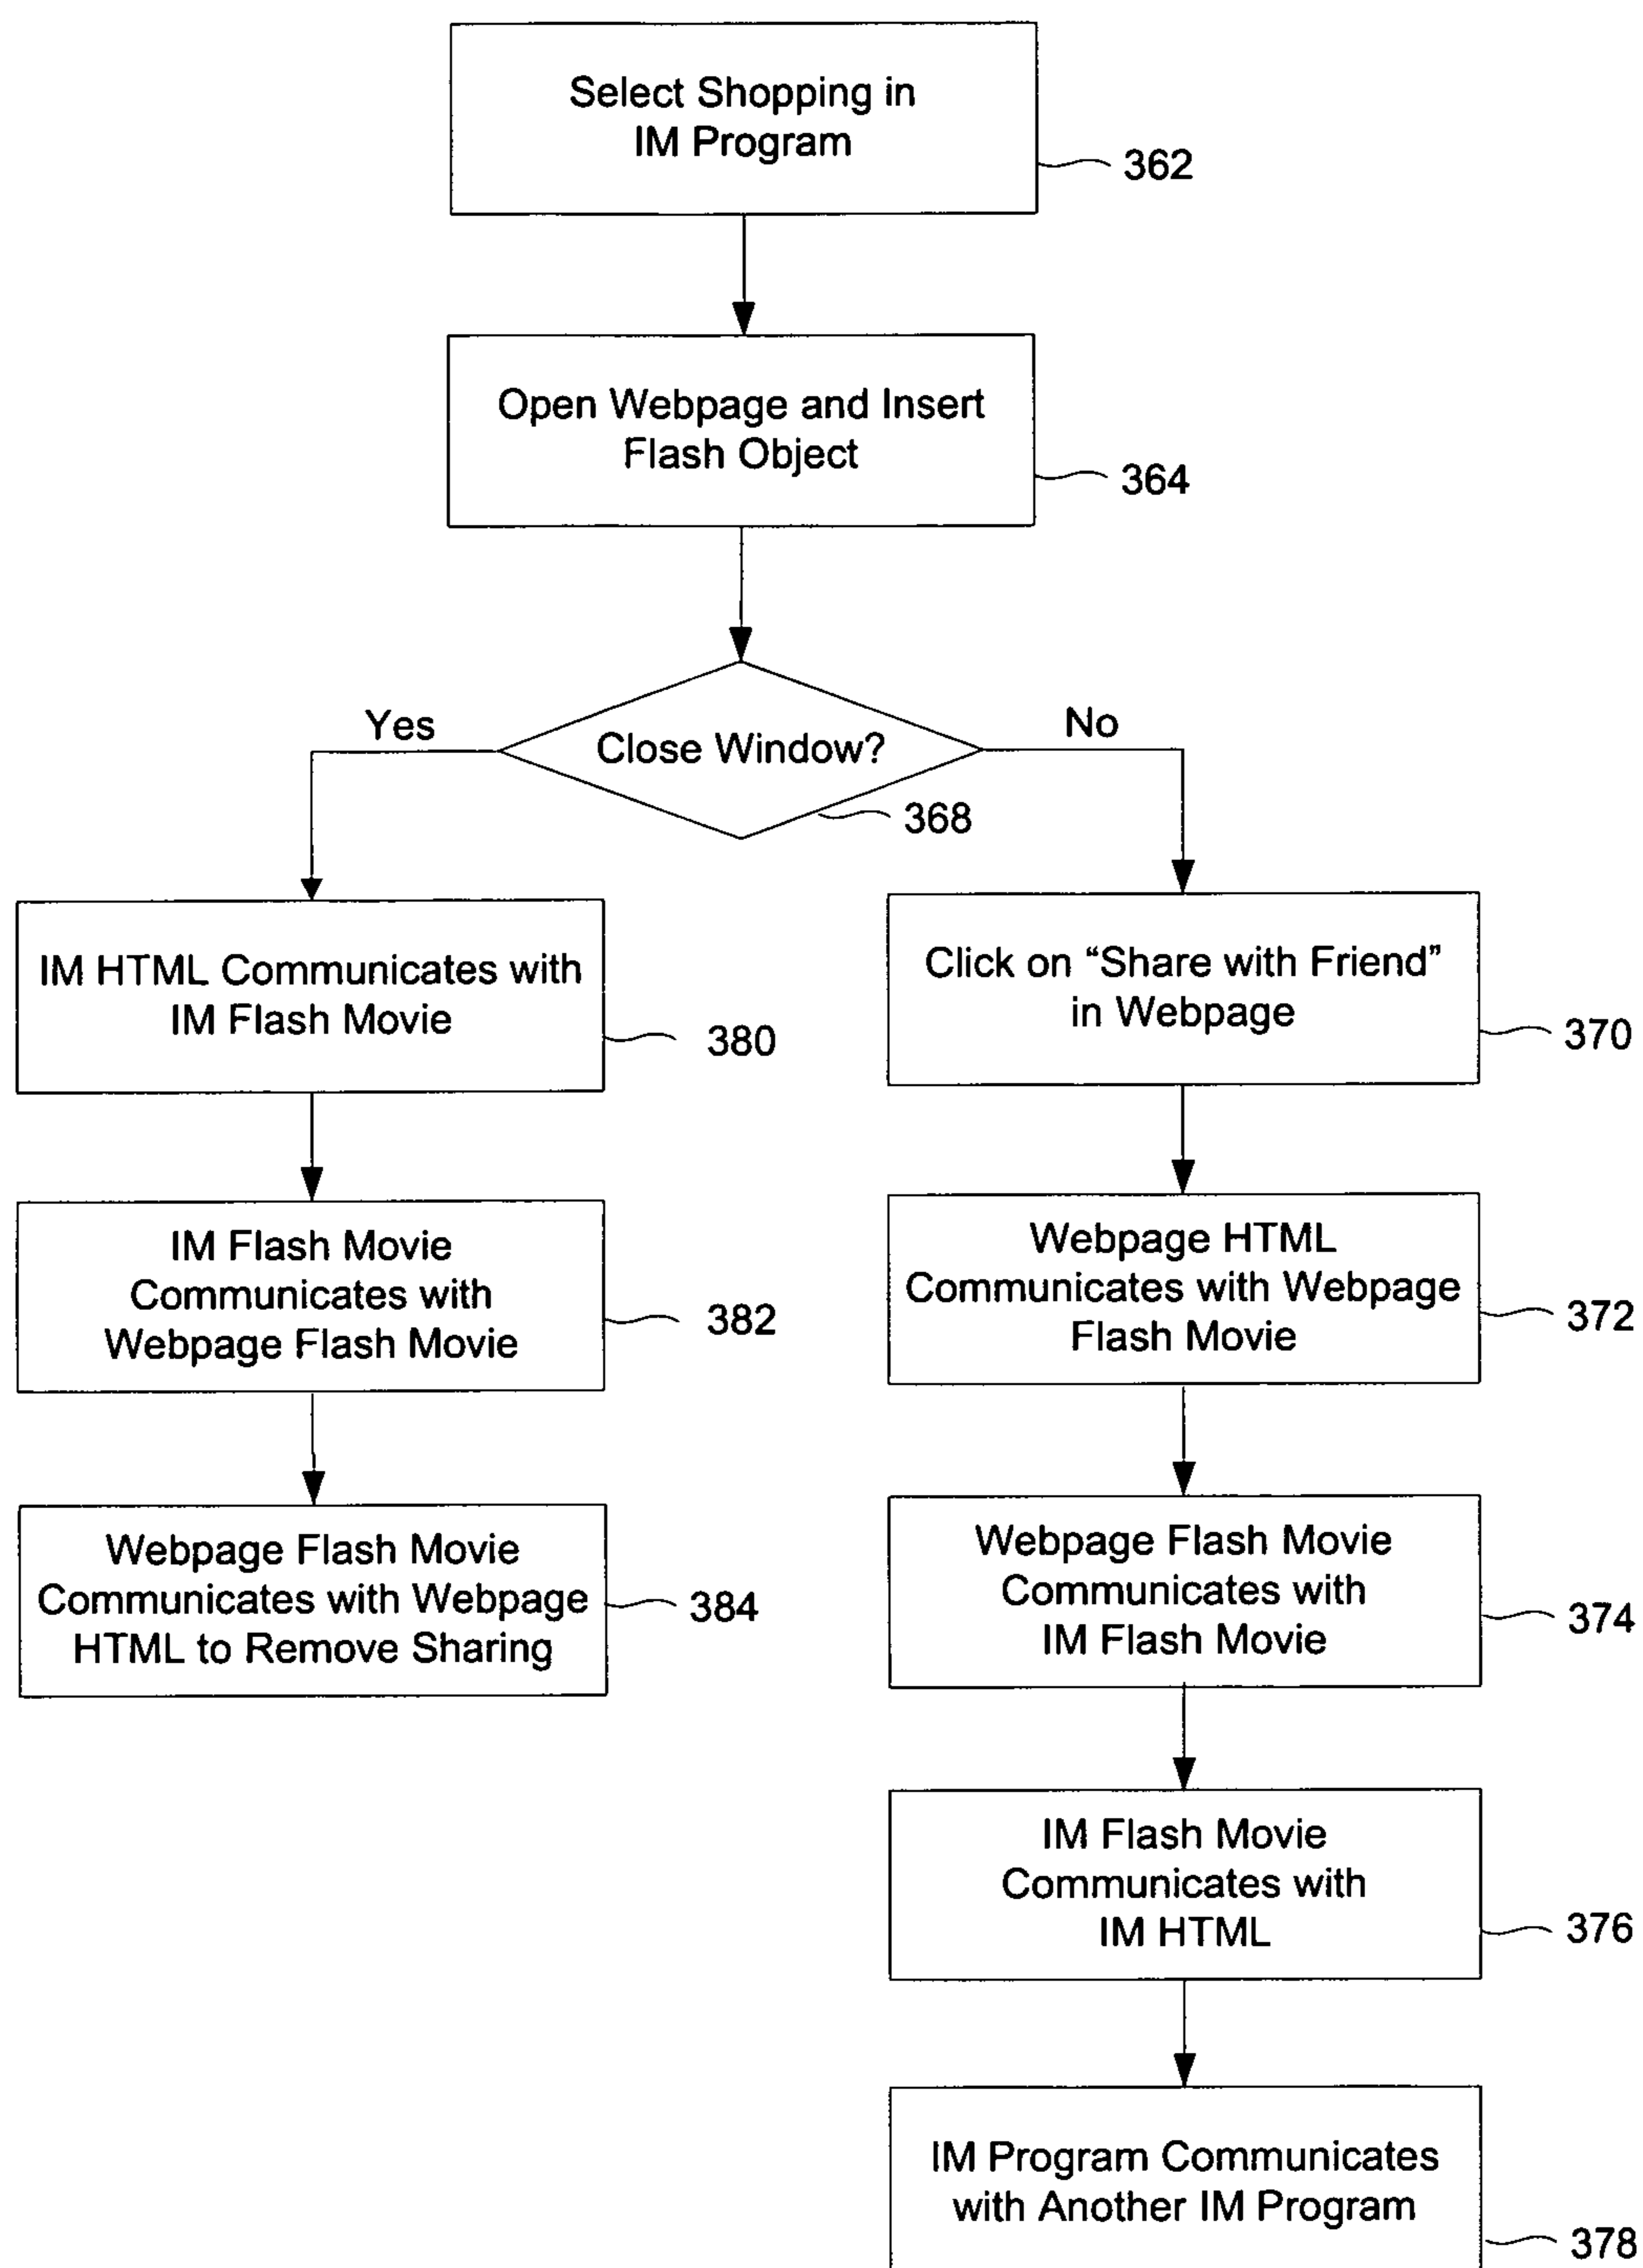 Select Shopping in
IM Program
362
Open Webpage and Insert
Flash Object
364
Close Window?
Yes
No
368
IM HTML Communicates with
IM Flash Movie
380
IM Flash Movie
Communicates with
Webpage Flash Movie
382
Webpage Flash Movie
Communicates with Webpage
HTML to Remove Sharing
384
Click on “Share with Friend”
in Webpage
370
Webpage HTML
Communicates with Webpage
Flash Movie
372
Webpage Flash Movie
Communicates with
IM Flash Movie
374
IM Flash Movie
Communicates with
IM HTML
376
IM Program Communicates
with Another IM Program
378